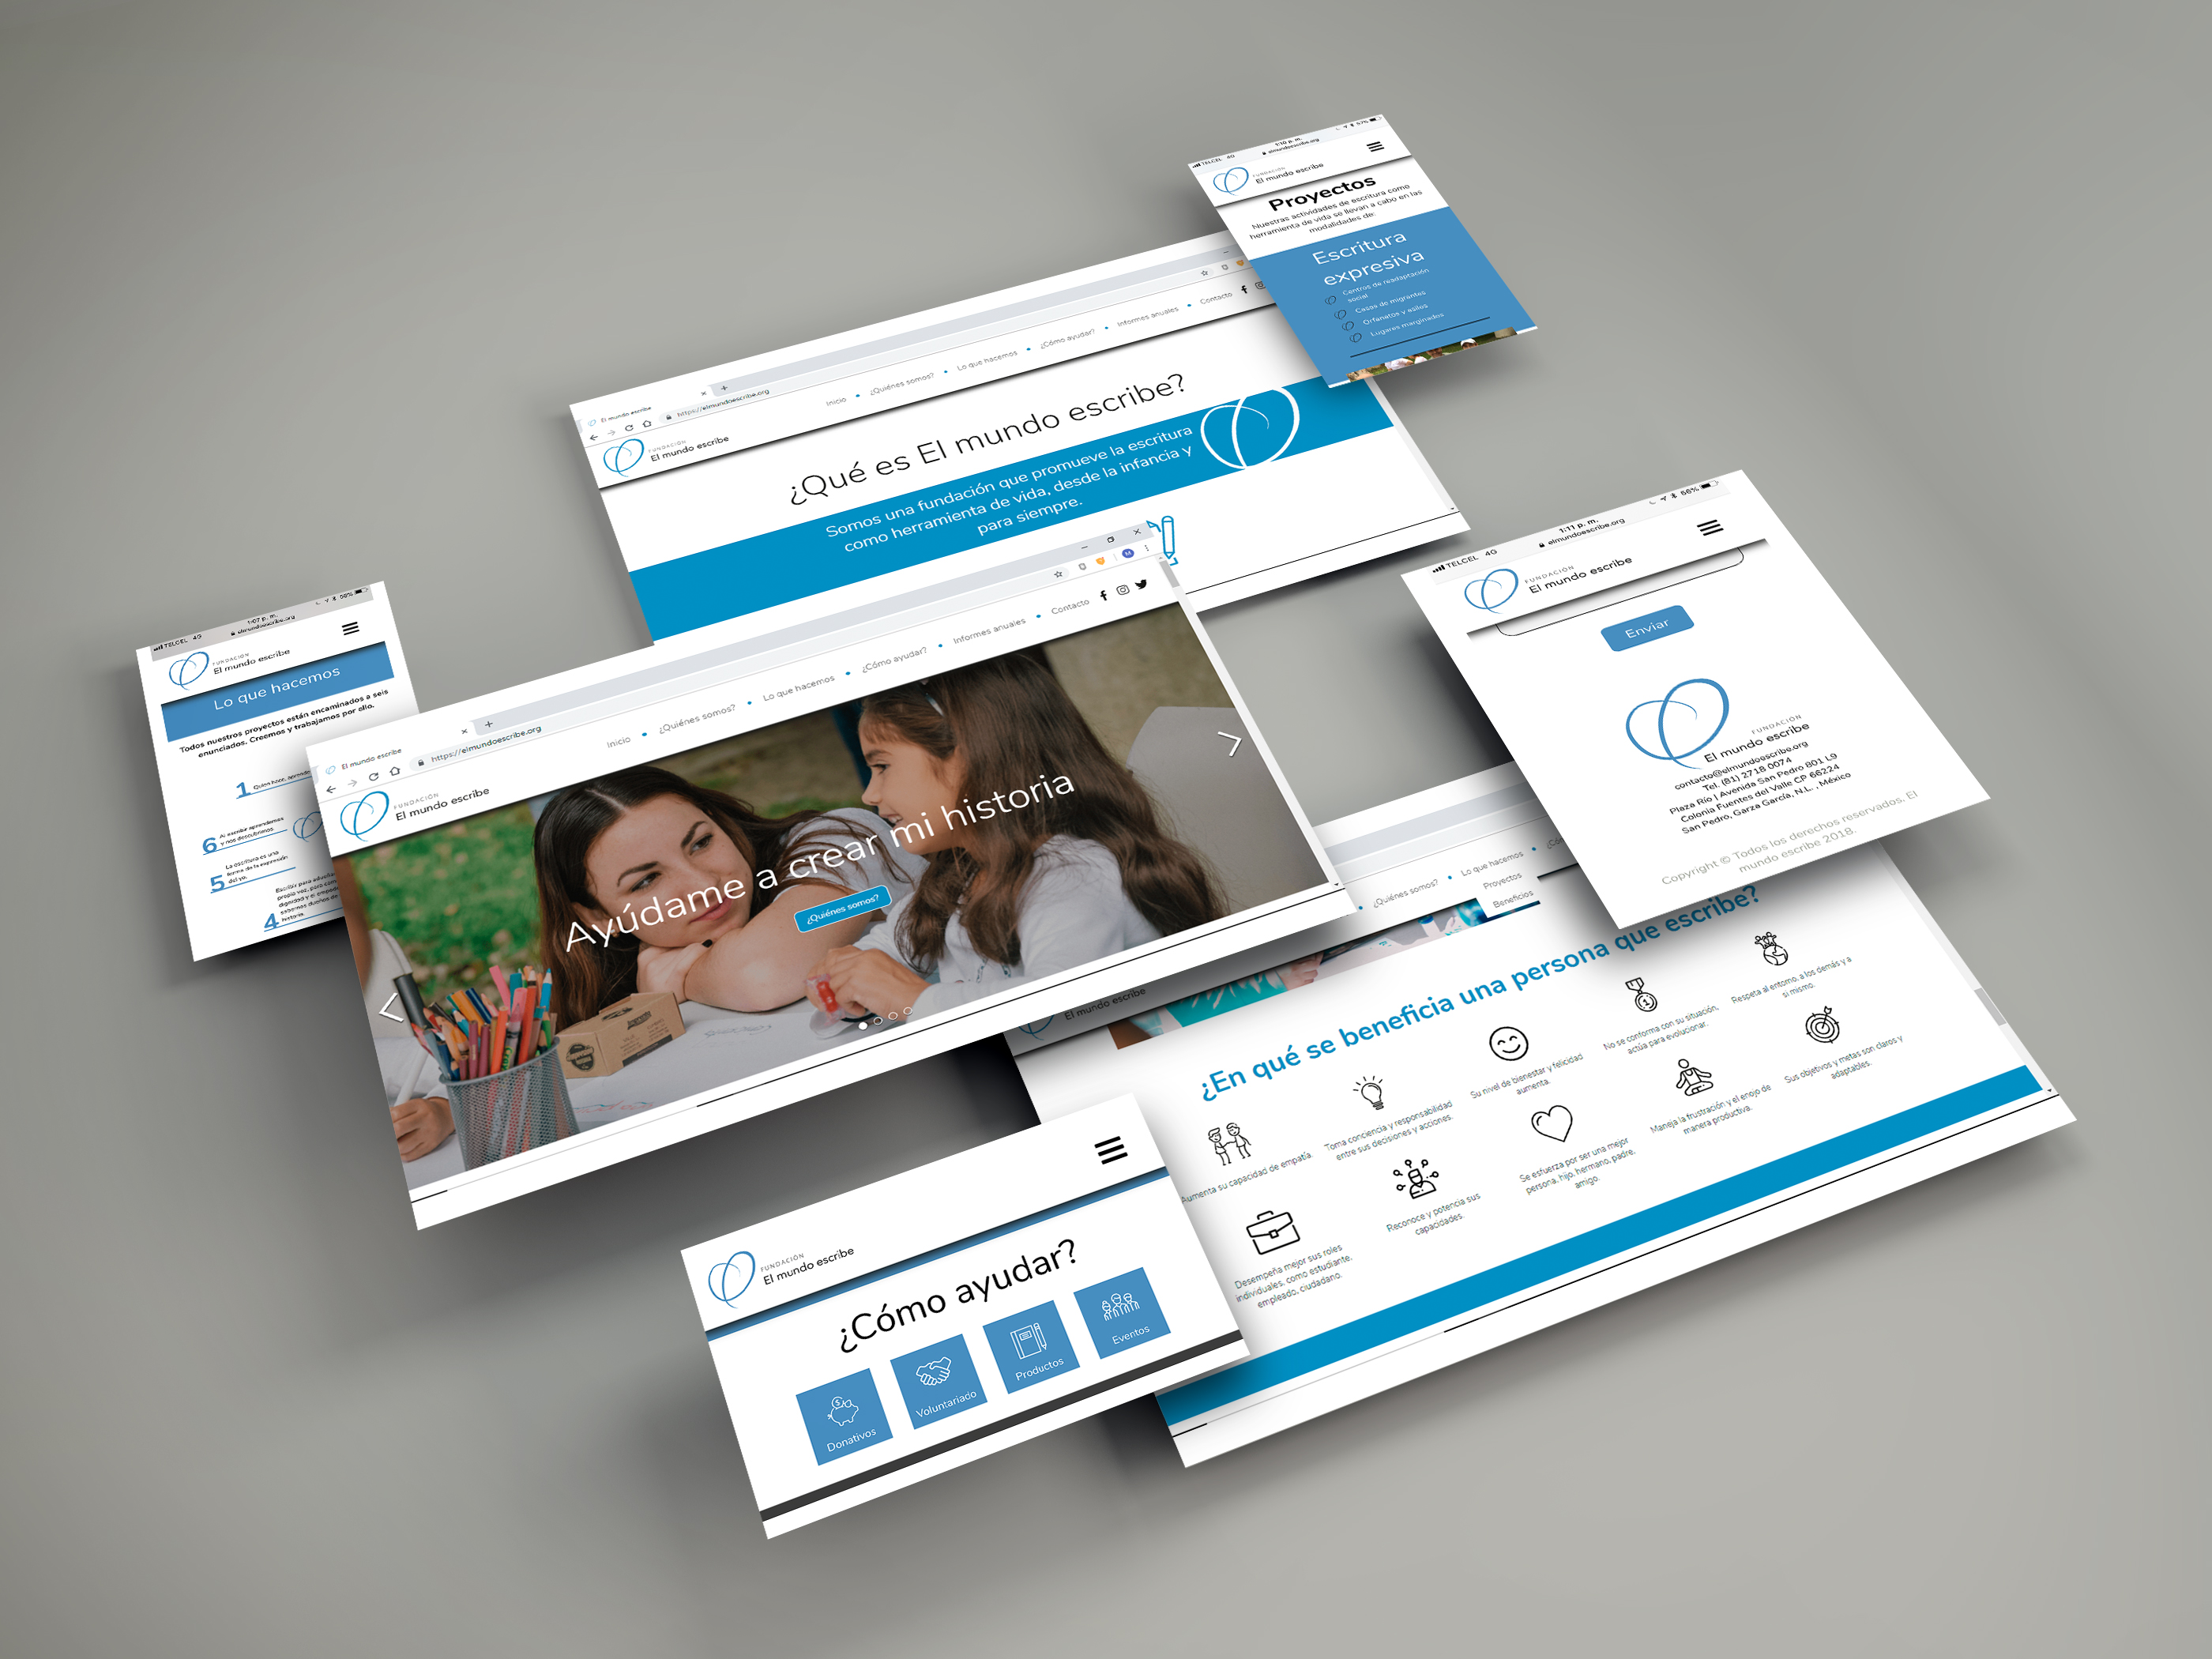 TELCEL 4G
1:10 p. m.
57%
elmundoescribe.org
FUNDACIÓN
El mundo escribe
Proyectos
Nuestras actividades de escritura como
herramienta de vida se llevan a cabo en las
modalidades de:
Escritura
expresiva
Centros de readaptación
social
Casas de migrantes
Orfanatos y asilos
Lugares marginados
El mundo escribe
https://elmundoescribe.org
FUNDACIÓN
El mundo escribe
Inicio
¿Quiénes somos?
Lo que hacemos
¿Cómo ayudar?
Informes anuales
Contacto
¿Qué es El mundo escribe?
Somos una fundación que promueve la escritura
como herramienta de vida, desde la infancia y
para siempre.
TELCEL 4G
1:11 p. m.
56%
elmundoescribe.org
FUNDACIÓN
El mundo escribe
Enviar
FUNDACIÓN
El mundo escribe
contacto@elmundoescribe.org
Tel. (81) 2718 0074
Plaza Río | Avenida San Pedro 801 L9
Colonia Fuentes del Valle CP 66224
San Pedro, Garza García, N.L. , México
Copyright © Todos los derechos reservados. El
mundo escribe 2018.
TELCEL 4G
1:07 p. m.
56%
elmundoescribe.org
FUNDACIÓN
El mundo escribe
Lo que hacemos
Todos nuestros proyectos están encaminados a seis
enunciados. Creemos y trabajamos por ello.
1
Quien hace, aprende
6 Al escribir aprendemos
y nos descubrimos
5 La escritura es una
forma de la expresión
del yo.
4
historia.
El mundo escribe
https://elmundoescribe.org
FUNDACIÓN
El mundo escribe
Inicio
¿Quiénes somos?
Lo que hacemos
¿Cómo ayudar?
Informes anuales
Contacto
M
Ayúdame a crear mi historia
¿Quiénes somos?
El mundo escribe
¿Quiénes somos?
Lo que hacemos
Proyectos
Beneficios
¿En qué se beneficia una persona que escribe?
Aumenta su capacidad de empatía.
Toma conciencia y responsabilidad
entre sus decisiones y acciones.
Su nivel de bienestar y felicidad
aumenta.
1
No se conforma con su situación,
actúa para evolucionar.
Respeta al entorno, a los demás y a
si mismo.
Desempeña mejor sus roles
individuales, como estudiante,
empleado, ciudadano.
Reconoce y potencia sus
capacidades.
Se esfuerza por ser una mejor
persona, hijo, hermano, padre,
amigo.
Maneja la frustración y el enojo de
manera productiva.
Sus objetivos y metas son claros y
adaptables.
FUNDACIÓN
El mundo escribe
¿Cómo ayudar?
Donativos
Voluntariado
Productos
Eventos